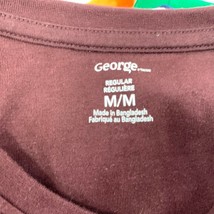 George.
REGULAR
RÉGULIÈRE
M/M
Made in Bangladesh
Fabriqué au Bangladesh